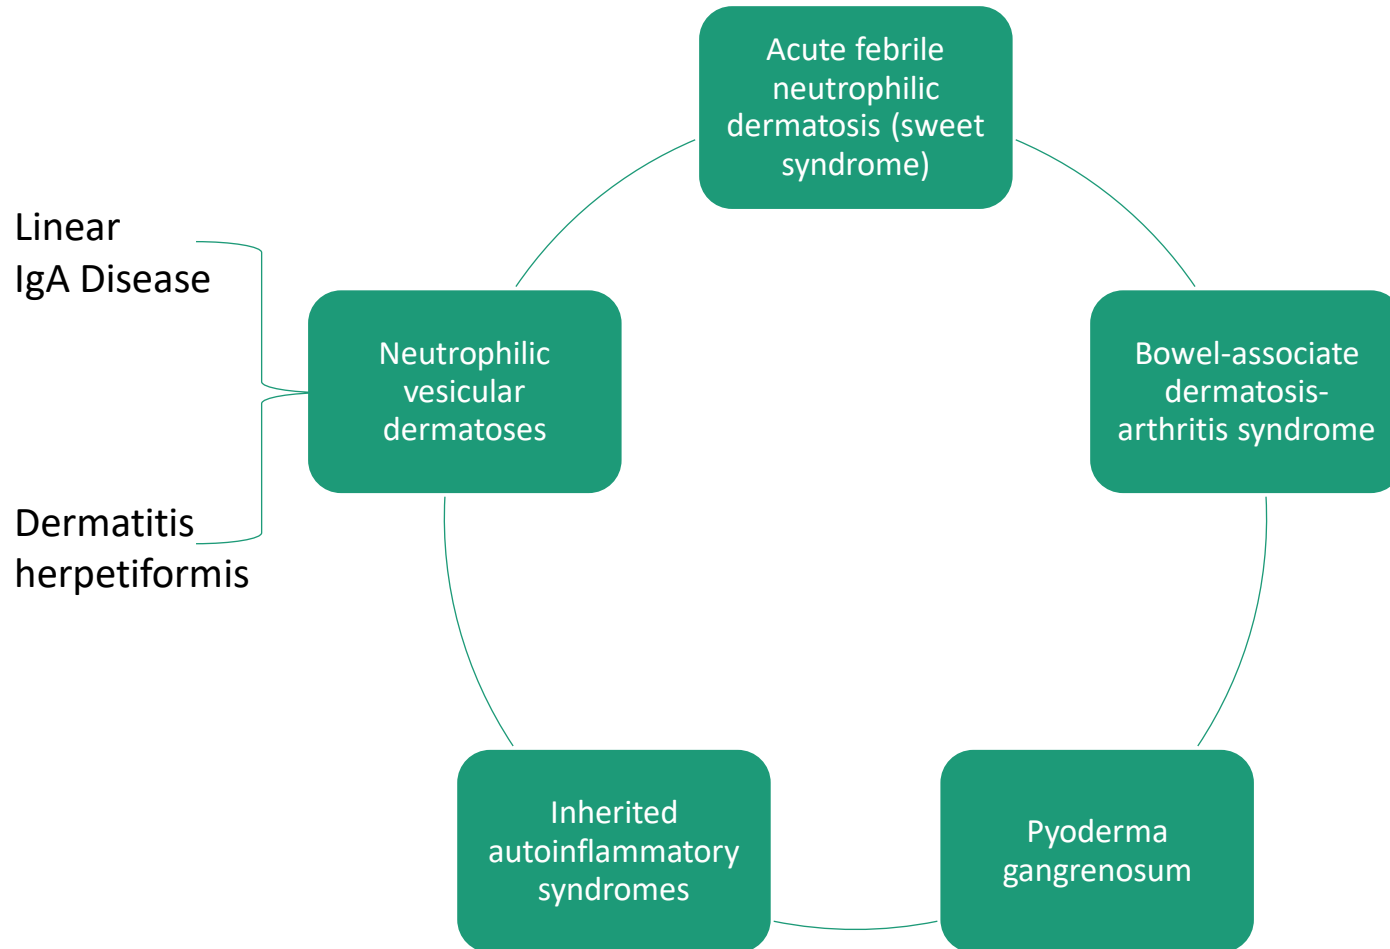 Acute febrile
neutrophilic
dermatosis (sweet
syndrome)
Linear
IgA Disease
Neutrophilic
vesicular
dermatoses
Bowel-associate
dermatosis-
arthritis syndrome
Dermatitis
herpetiformis
Inherited
autoinflammatory
syndromes
Pyoderma
gangrenosum